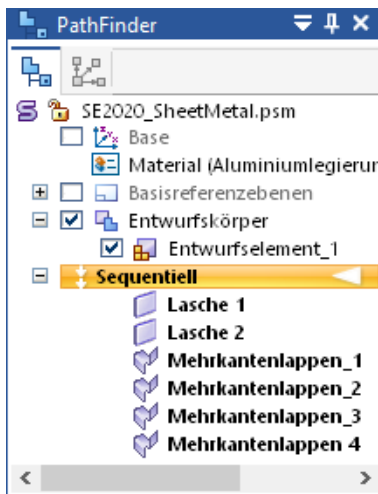 PathFinder
SE2020_SheetMetal.psm
Base
Material (Aluminiumlegierur
Basisreferenzebenen
Entwurfskörper
Entwurfselement_1
Sequentiell
Lasche 1
Lasche 2
Mehrkantenlappen_1
Mehrkantenlappen_2
Mehrkantenlappen_3
Mehrkantenlappen 4